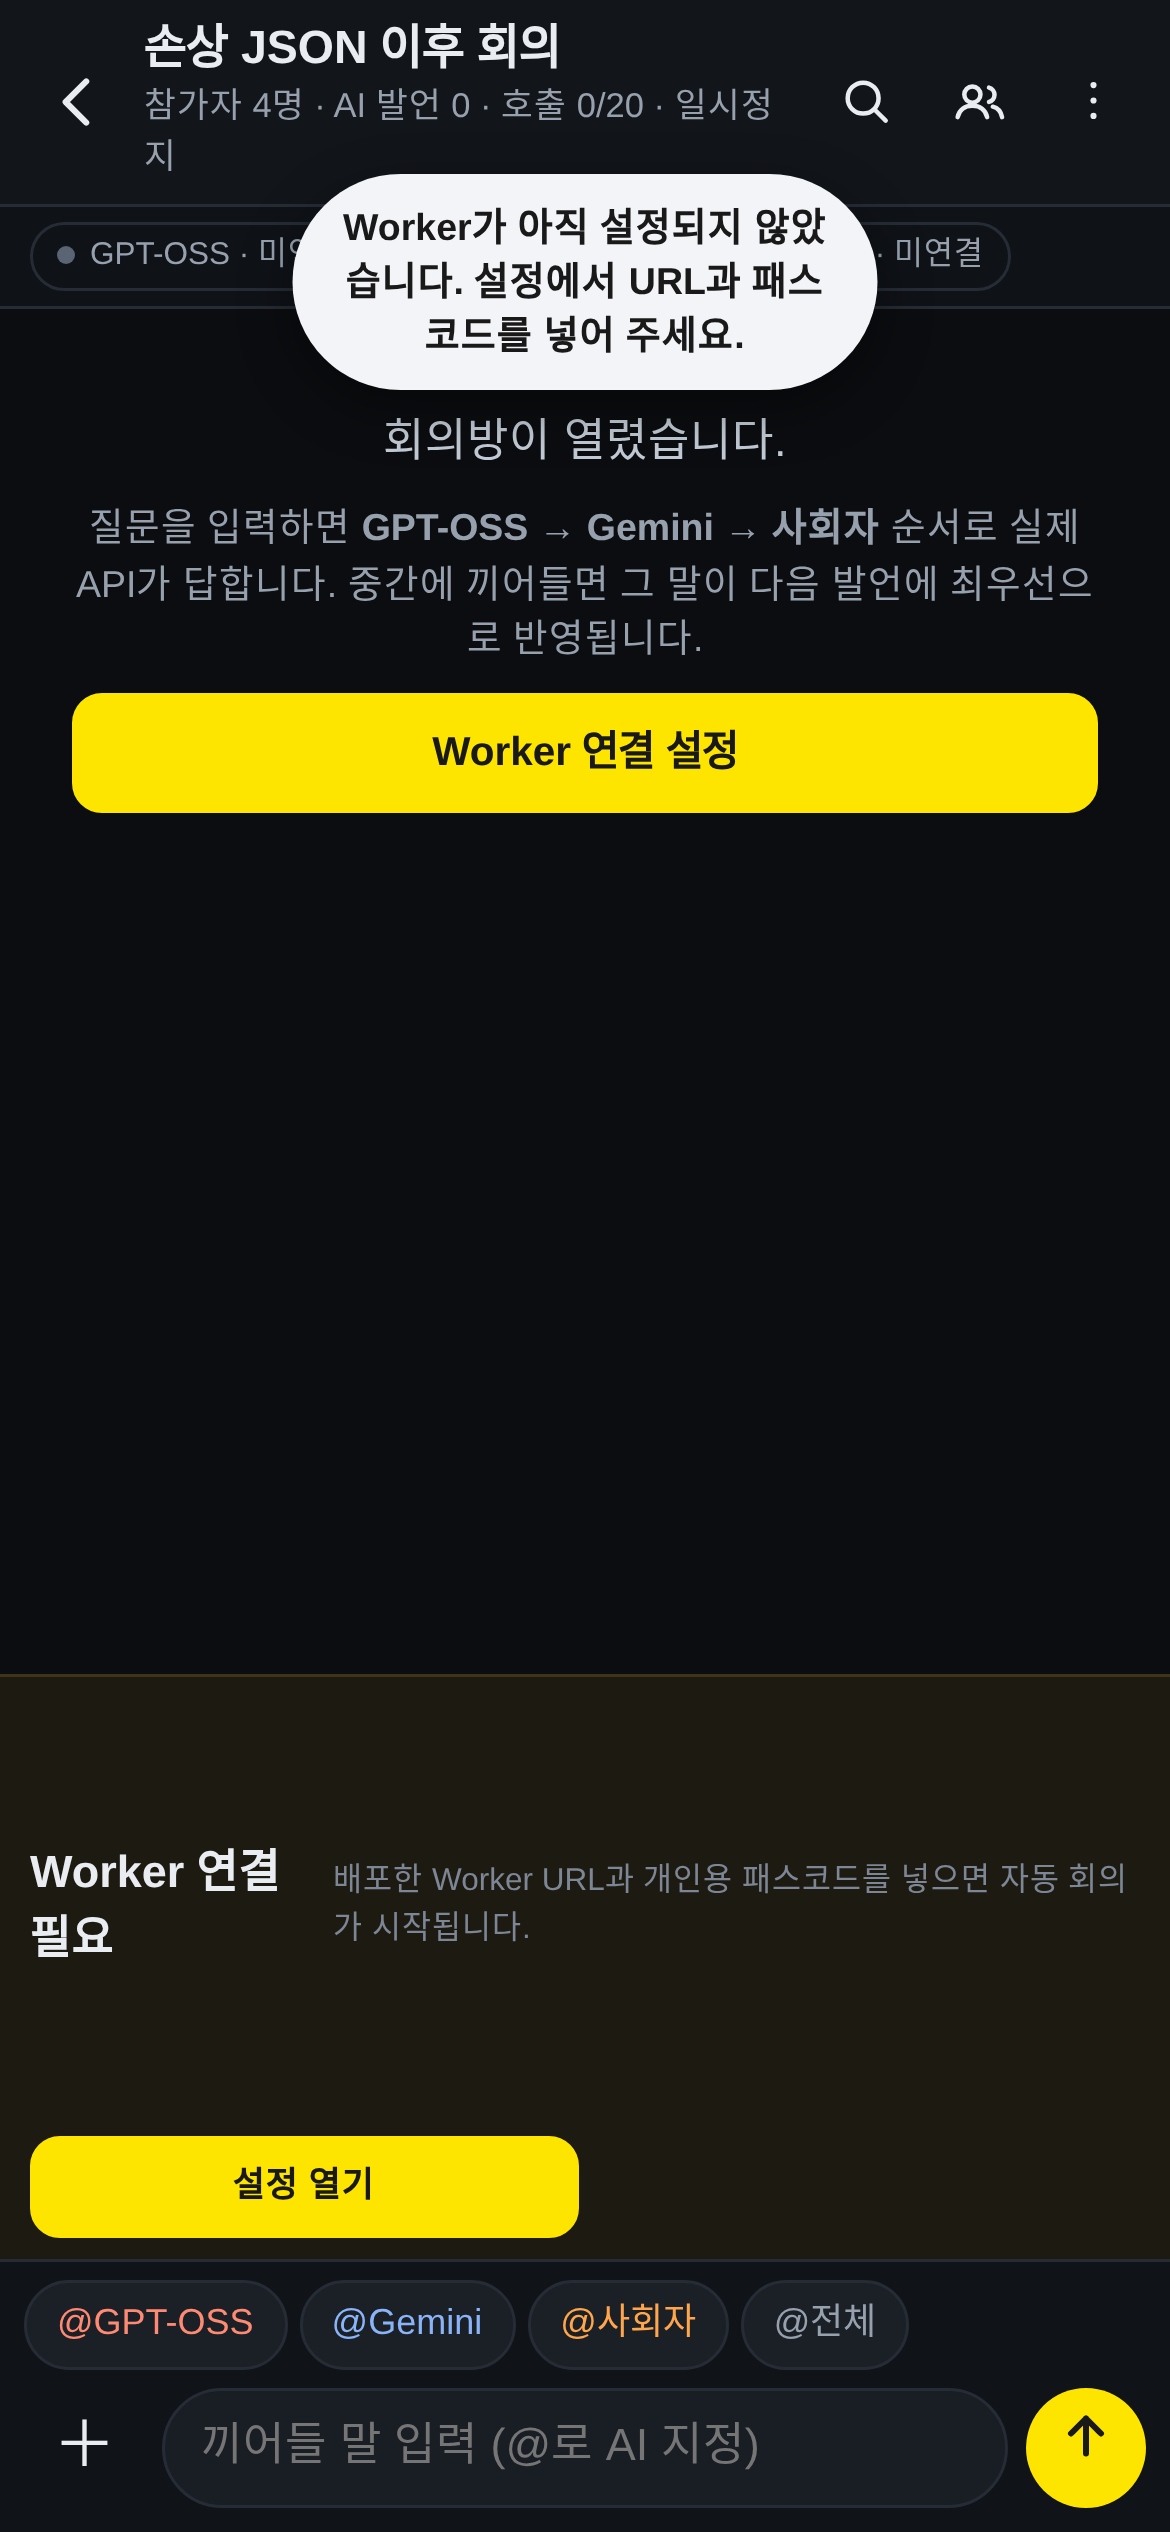 손상 JSON 이후 회의
참가자 4명 · AI 발언 0 · 호출 0/20 · 일시정
지
GPT-OSS ·
· 미연결
Worker가 아직 설정되지 않았
습니다. 설정에서 URL과 패스
코드를 넣어 주세요.
회의방이 열렸습니다.
질문을 입력하면 GPT-OSS → Gemini → 사회자 순서로 실제
API가 답합니다. 중간에 끼어들면 그 말이 다음 발언에 최우선으
로 반영됩니다.
Worker 연결 설정
Worker 연결
필요
배포한 Worker URL과 개인용 패스코드를 넣으면 자동 회의
가 시작됩니다.
설정 열기
@GPT-OSS @Gemini @사회자 @전체
끼어들 말 입력 (@로 AI 지정)